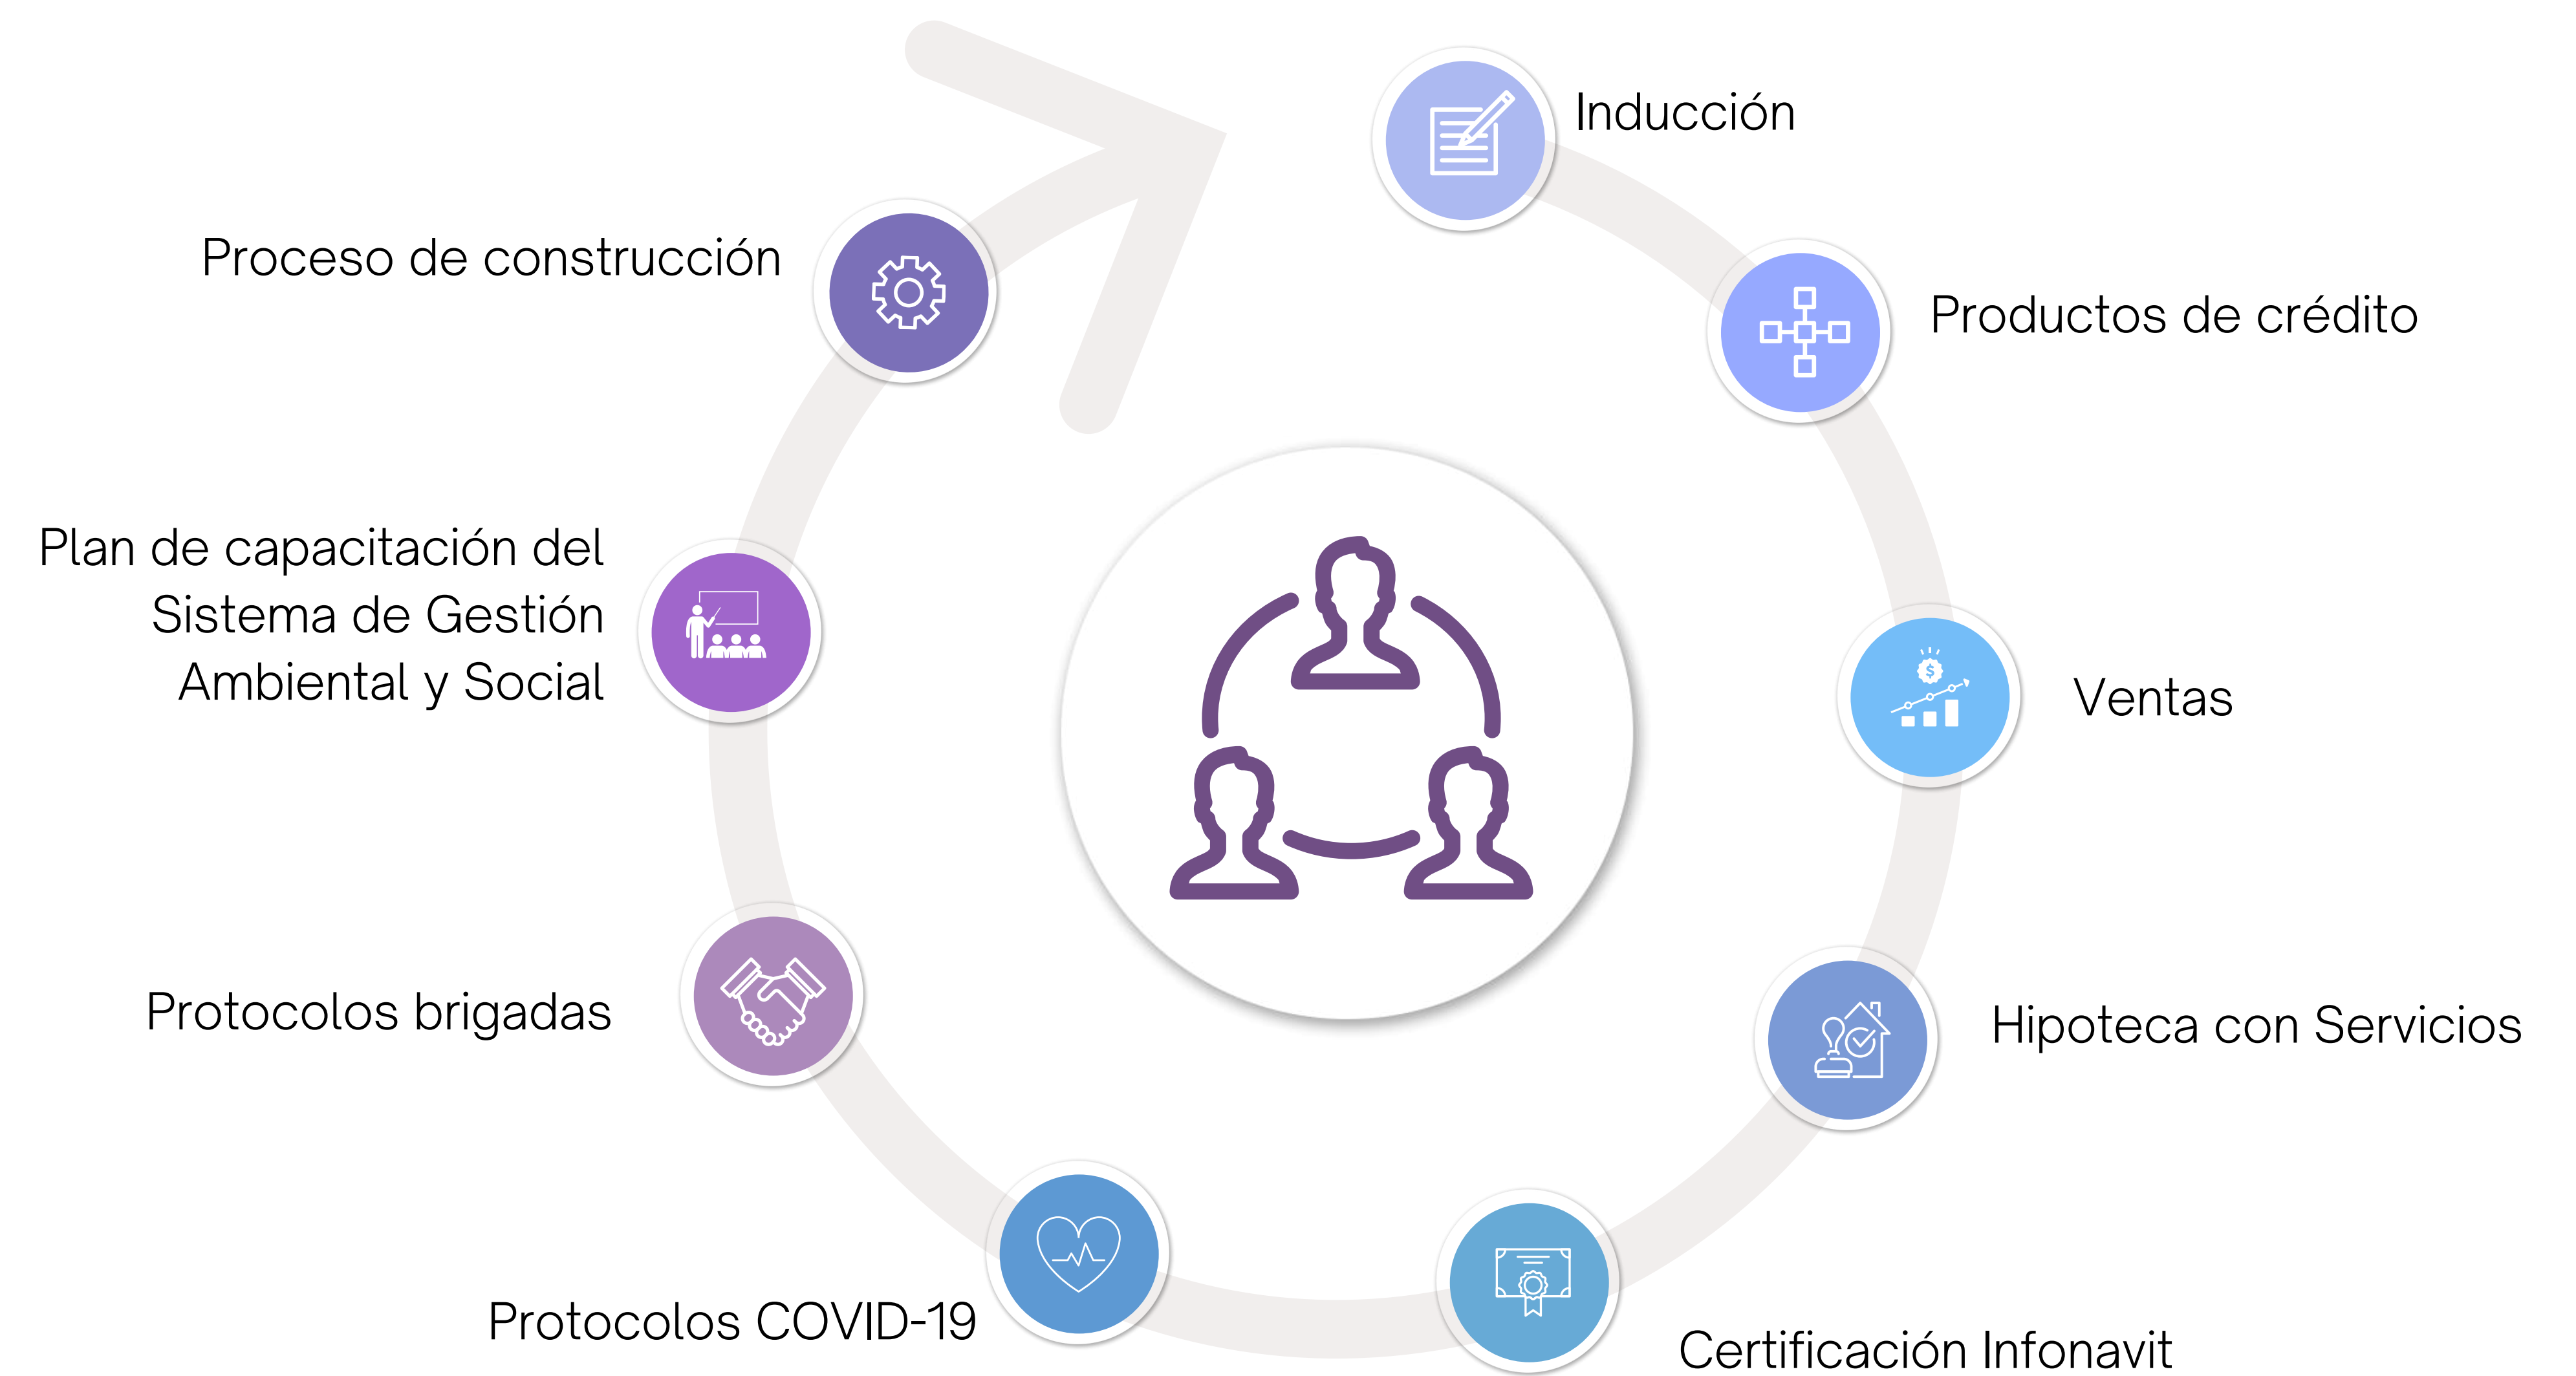 Inducción
Productos de crédito
Ventas
Hipoteca con Servicios
Certificación Infonavit
Protocolos COVID-19
Protocolos brigadas
Plan de capacitación del
Sistema de Gestión
Ambiental y Social
Proceso de construcción
$